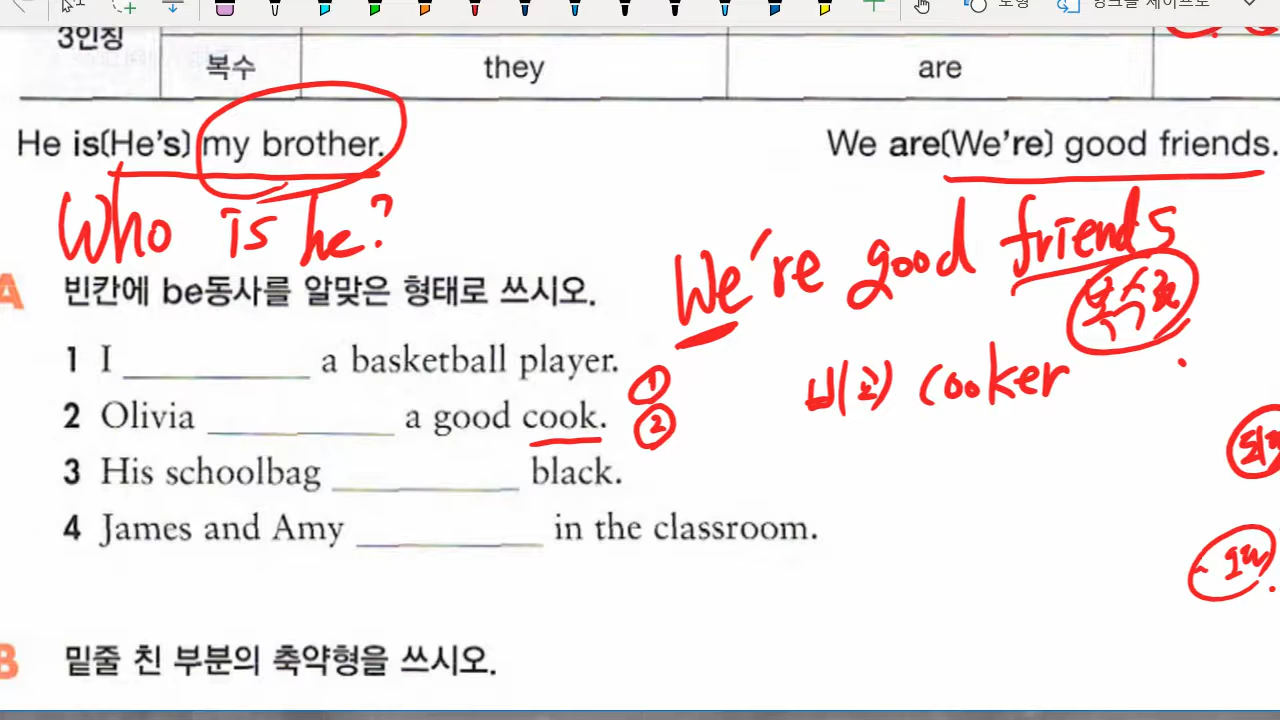 3인칭
복수 they are
He is(He's) my brother. We are(We're) good friends.
Who is he?
We're good friends
복수로
A 빈칸에 be동사를 알맞은 형태로 쓰시오.
1 I __________ a basketball player.
①
비(교) cooker
2 Olivia __________ a good cook.
②
3 His schoolbag __________ black.
4 James and Amy __________ in the classroom.
B 밑줄 친 부분의 축약형을 쓰시오.